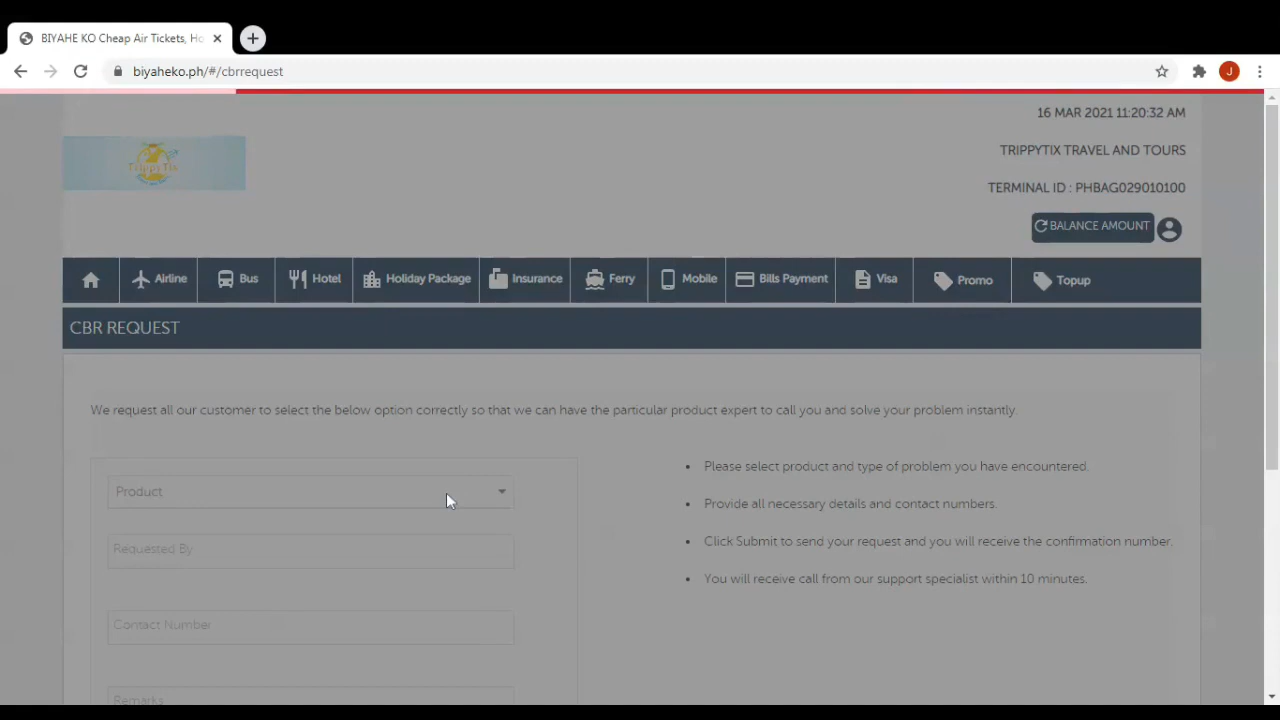 BIYAHE KO Cheap Air Tickets, Ho
biyaheko.ph/#/cbrrequest
J
16 MAR 2021 11:20:32 AM
TrippyTix
TRIPPYTIX TRAVEL AND TOURS
TERMINAL ID : PHBAG029010100
BALANCE AMOUNT
Airline
Bus
Hotel
Holiday Package
Insurance
Ferry
Mobile
Bills Payment
Visa
Promo
Topup
CBR REQUEST
We request all our customer to select the below option correctly so that we can have the particular product expert to call you and solve your problem instantly.
Product
Requested By
Contact Number
Remarks
• Please select product and type of problem you have encountered.
• Provide all necessary details and contact numbers.
• Click Submit to send your request and you will receive the confirmation number.
• You will receive call from our support specialist within 10 minutes.